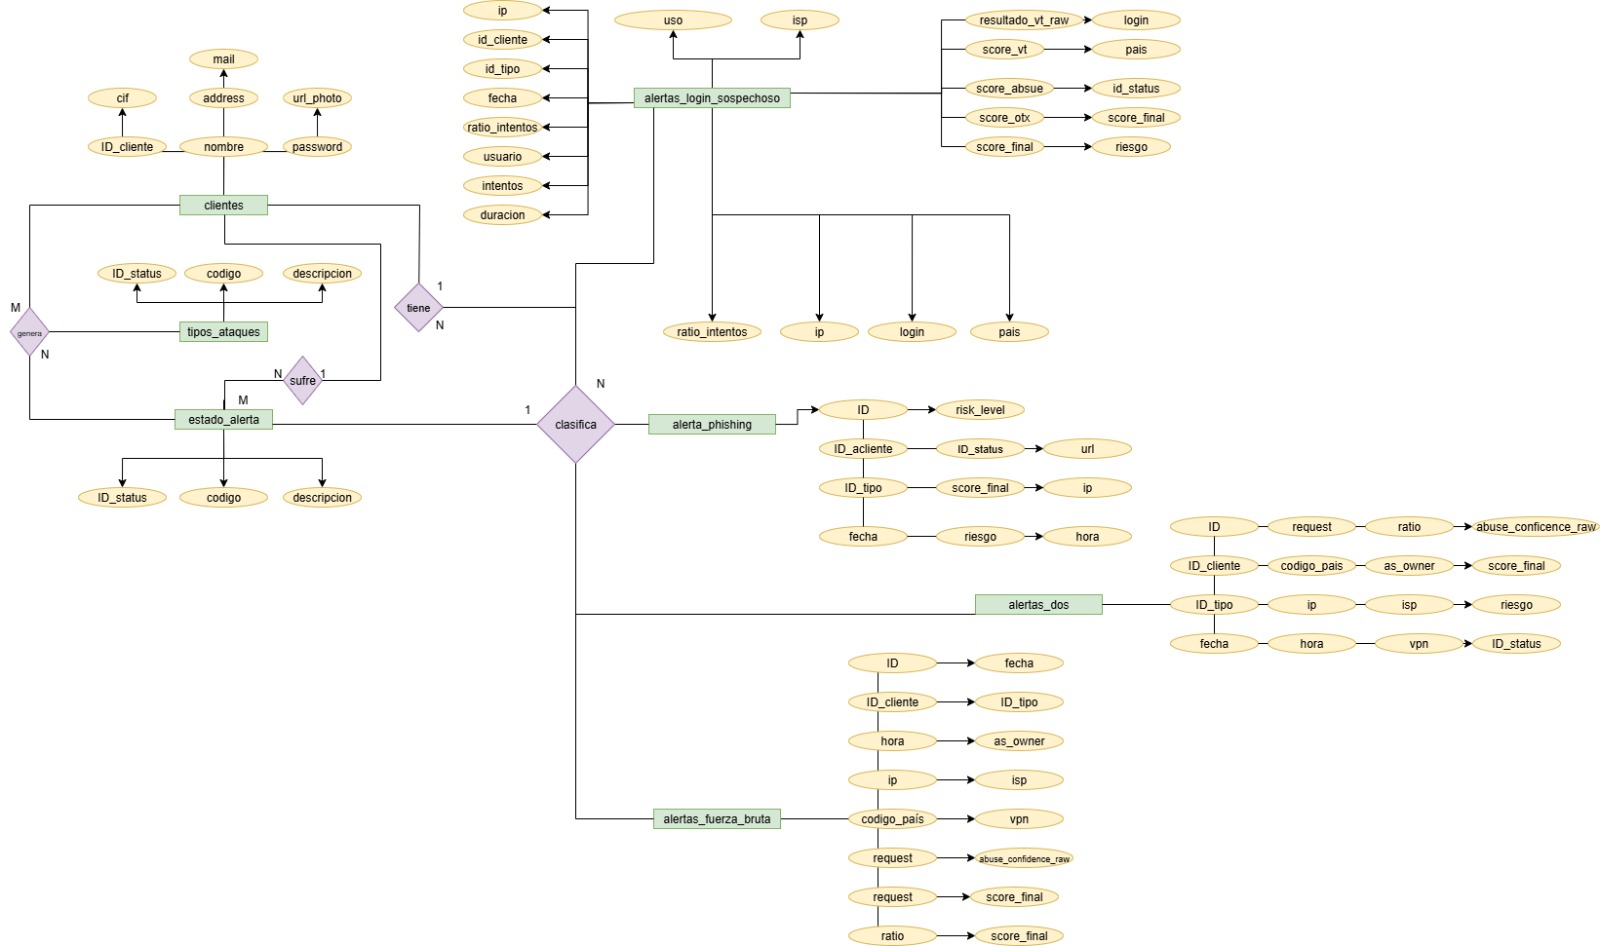 ip
id_cliente
id_tipo
fecha
ratio_intentos
usuario
intentos
duracion
uso
isp
alertas_login_sospechoso
resultado_vt_raw
login
score_vt
pais
score_absue
id_status
score_otx
score_final
score_final
riesgo
mail
cif
address
url_photo
ID_cliente
nombre
password
clientes
ID_status
codigo
descripcion
tipos_ataques
M
genera
N
tiene
1
N
ratio_intentos
ip
login
pais
N
sufre
1
M
estado_alerta
ID_status
codigo
descripcion
1
clasifica
N
alerta_phishing
ID
risk_level
ID_acliente
ID_status
url
ID_tipo
score_final
ip
fecha
riesgo
hora
alertas_dos
ID
request
ratio
abuse_conficence_raw
ID_cliente
codigo_pais
as_owner
score_final
ID_tipo
ip
isp
riesgo
fecha
hora
vpn
ID_status
alertas_fuerza_bruta
ID
fecha
ID_cliente
ID_tipo
hora
as_owner
ip
isp
codigo_país
vpn
request
abuse_confidence_raw
request
score_final
ratio
score_final